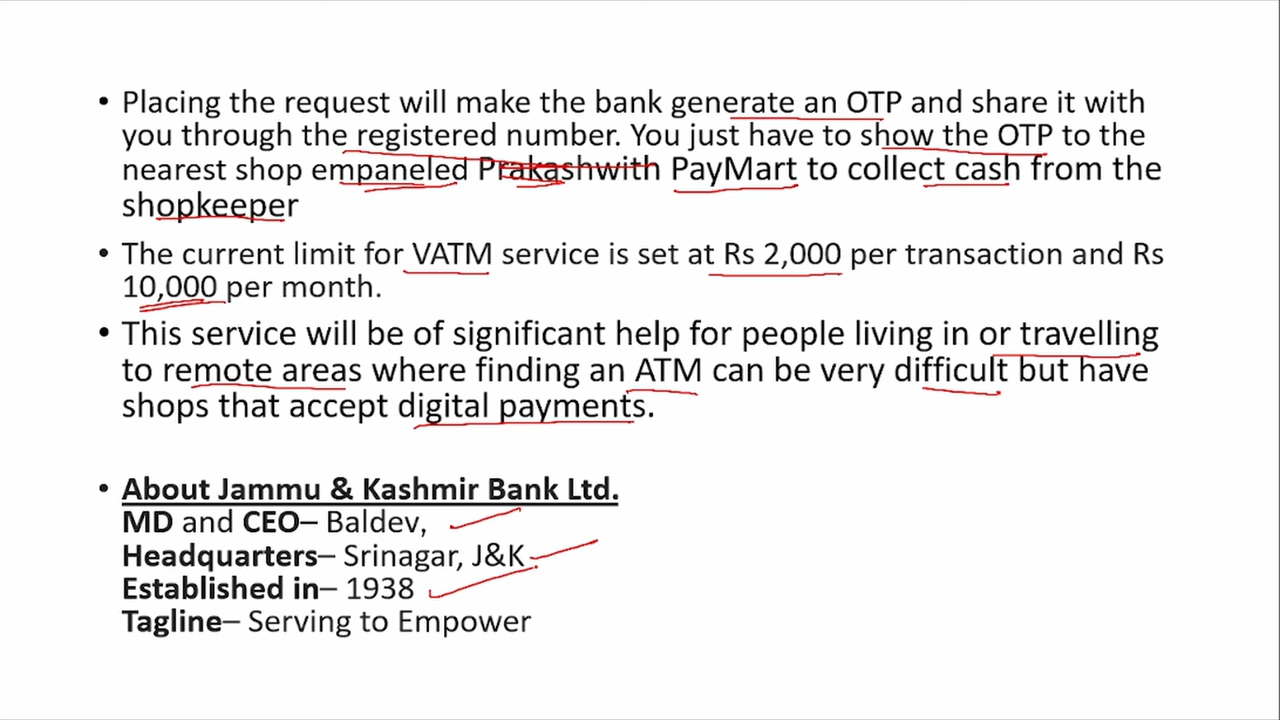 • Placing the request will make the bank generate an OTP and share it with
you through the registered number. You just have to show the OTP to the
nearest shop empaneled Prakashwith PayMart to collect cash from the
shopkeeper
• The current limit for VATM service is set at Rs 2,000 per transaction and Rs
10,000 per month.
• This service will be of significant help for people living in or travelling
to remote areas where finding an ATM can be very difficult but have
shops that accept digital payments.
• About Jammu & Kashmir Bank Ltd.
MD and CEO– Baldev,
Headquarters– Srinagar, J&K
Established in– 1938
Tagline– Serving to Empower